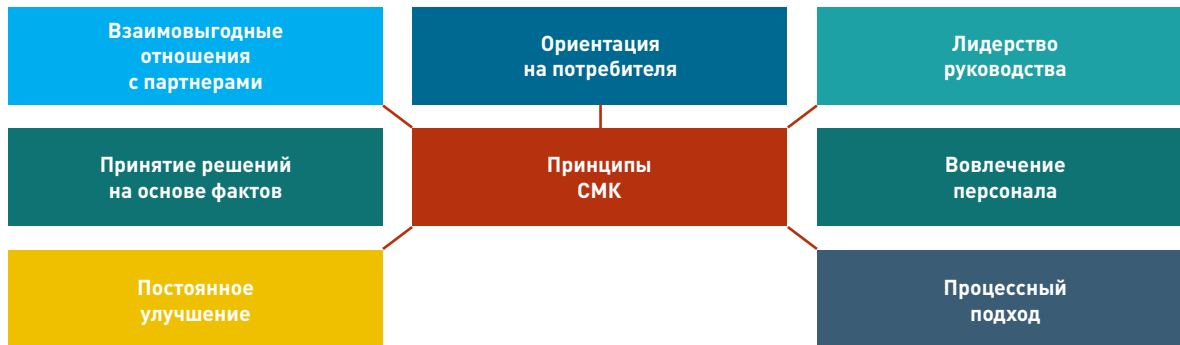 Взаимовыгодные
отношения
с партнерами
Ориентация
на потребителя
Лидерство
руководства
Принятие решений
на основе фактов
Принципы
СМК
Вовлечение
персонала
Постоянное
улучшение
Процессный
подход